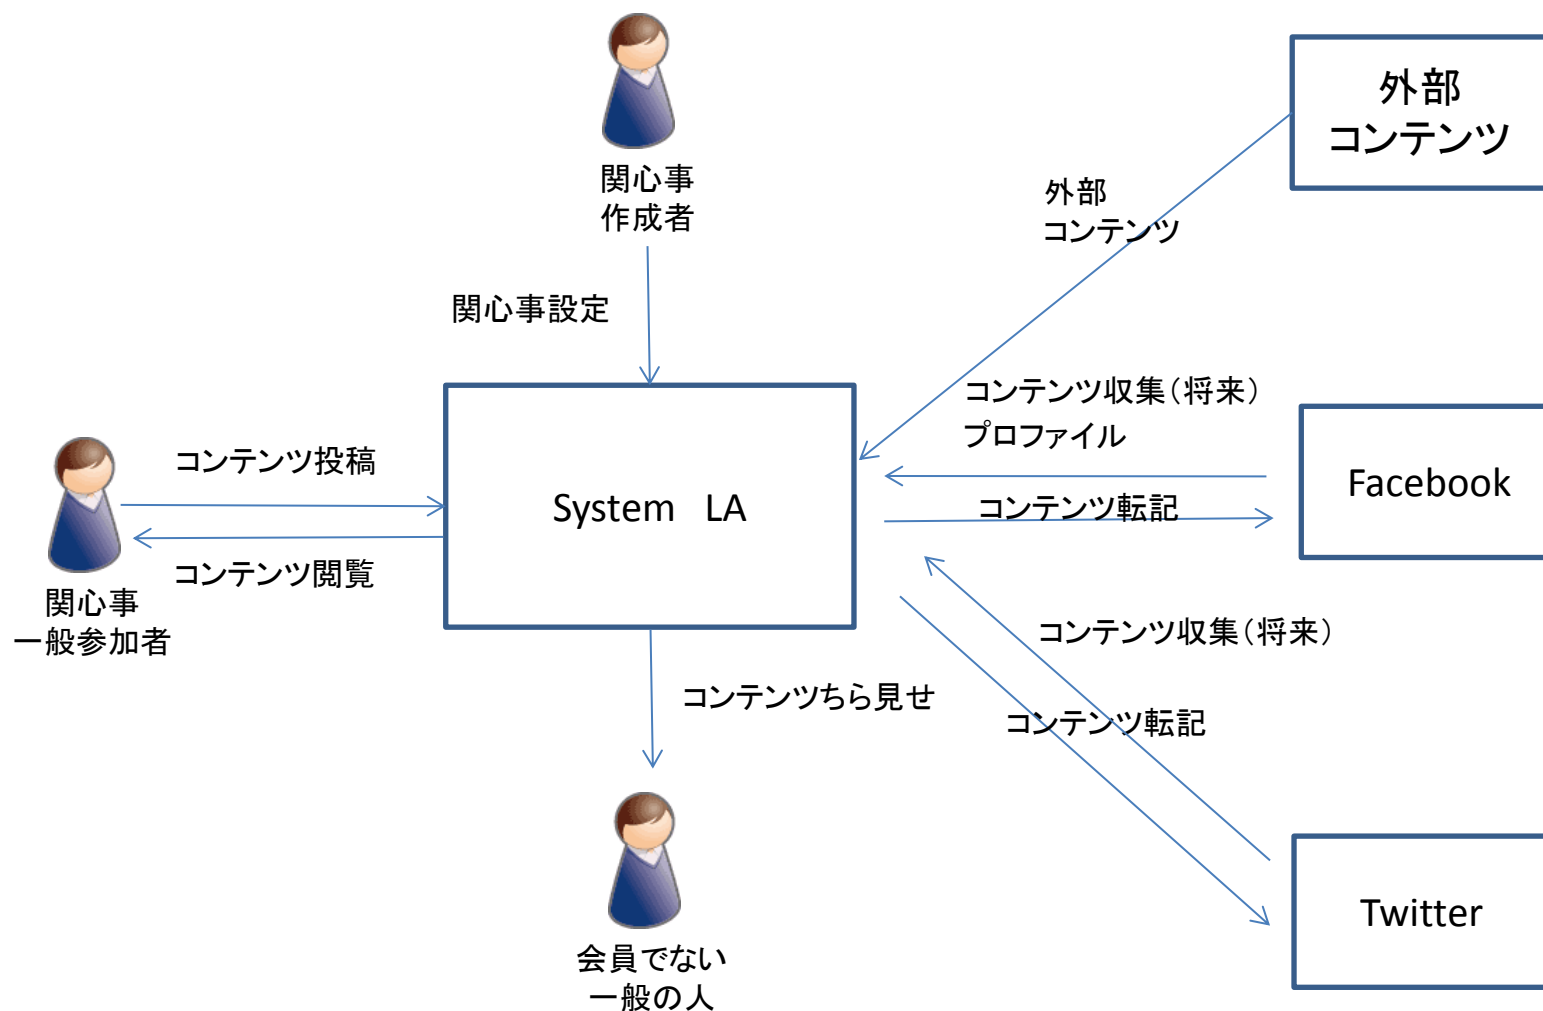 関心事
作成者
外部
コンテンツ
外部
コンテンツ
関心事設定
コンテンツ収集（将来）
プロファイル
コンテンツ投稿
System LA
Facebook
コンテンツ転記
コンテンツ閲覧
関心事
一般参加者
コンテンツ収集（将来）
コンテンツちら見せ
コンテンツ転記
Twitter
会員でない
一般の人